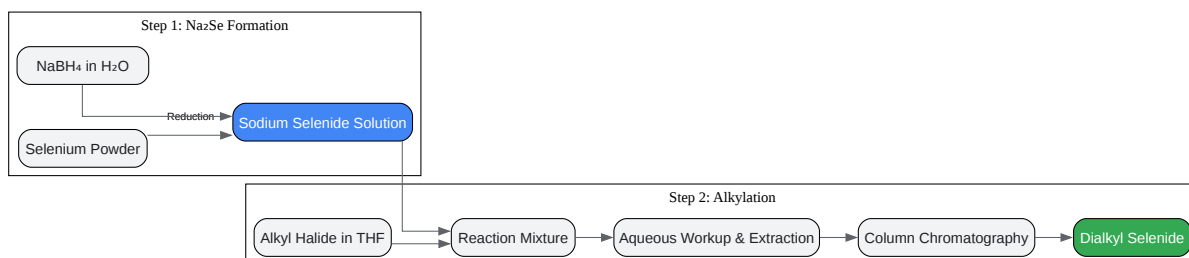 Step 1: Na₂Se Formation
NaBH₄ in H₂O
Reduction
Sodium Selenide Solution
Selenium Powder
Step 2: Alkylation
Alkyl Halide in THF
Reaction Mixture
Aqueous Workup & Extraction
Column Chromatography
Dialkyl Selenide